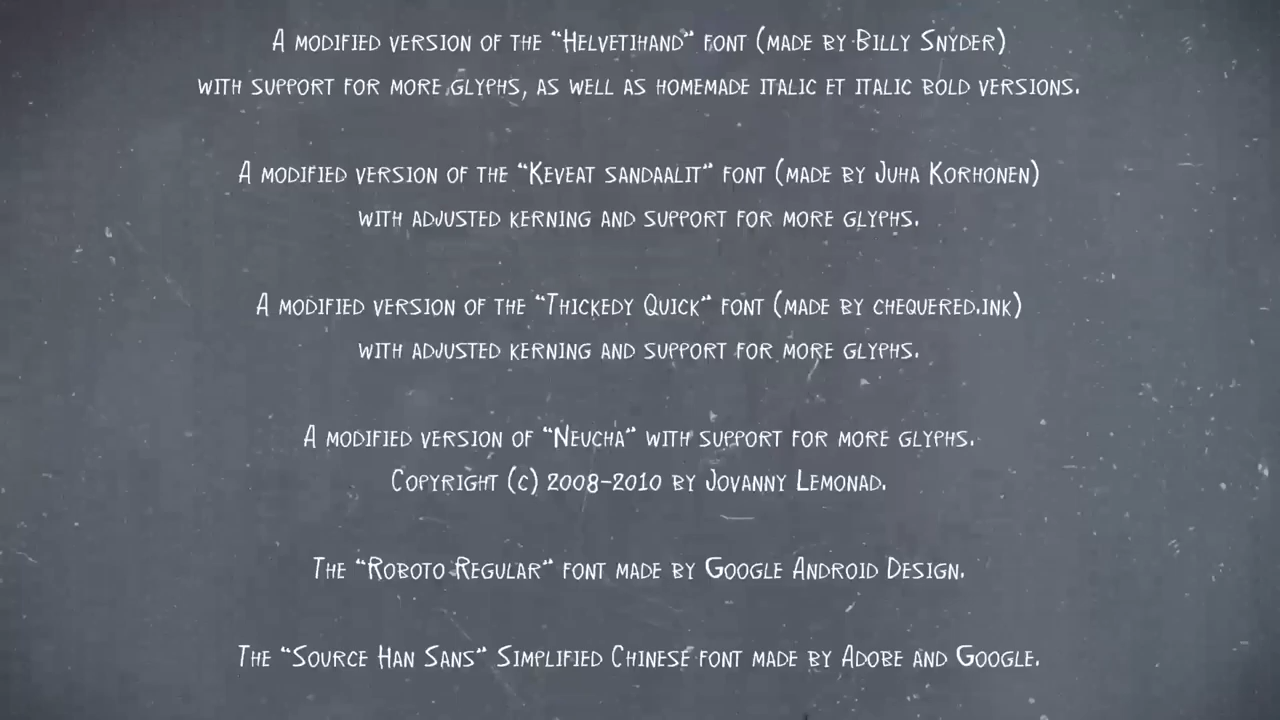 A modified version of the “Helvetihand” font (made by Billy Snyder)
with support for more glyphs, as well as homemade italic et italic bold versions.
A modified version of the “Keveat sandaalit” font (made by Juha Korhonen)
with adjusted kerning and support for more glyphs.
A modified version of the “Thickedy Quick” font (made by chequered.ink)
with adjusted kerning and support for more glyphs.
A modified version of “Neucha” with support for more glyphs.
Copyright (c) 2008-2010 by Jovanny Lemonad.
The “Roboto Regular” font made by Google Android Design.
The “Source Han Sans” Simplified Chinese font made by Adobe and Google.